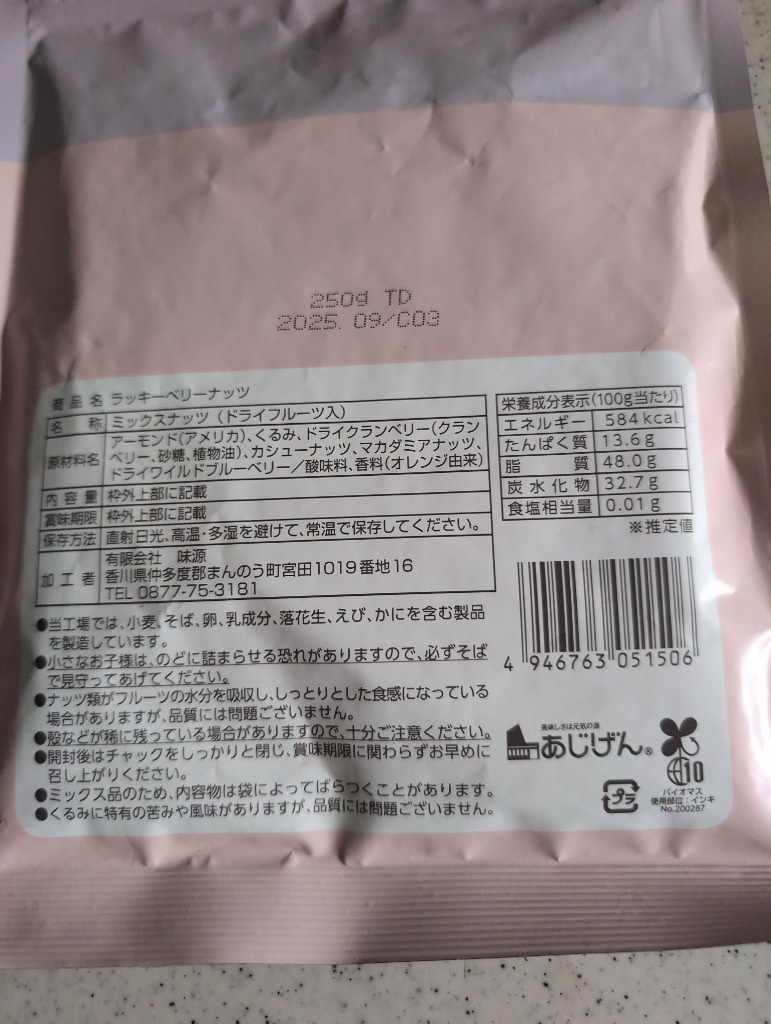 250g TD
2025. 09/C03
商品名 ラッキーベリーナッツ
名 称 ミックスナッツ (ドライフルーツ入)
原材料名 アーモンド(アメリカ)、くるみ、ドライクランベリー(クラン
ベリー、砂糖、植物油)、カシューナッツ、マカダミアナッツ、
ドライワイルドブルーベリー/酸味料、香料(オレンジ由来)
内容量 枠外上部に記載
賞味期限 枠外上部に記載
保存方法 直射日光、高温・多湿を避けて、常温で保存してください。
加工者 有限会社 味源
香川県仲多度郡まんのう町宮田1019番地16
TEL 0877-75-3181
栄養成分表示(100g当たり)
エネルギー 584kcal
たんぱく質 13.6g
脂 質 48.0g
炭水化物 32.7g
食塩相当量 0.01g
※推定値
●当工場では、小麦、そば、卵、乳成分、落花生、えび、かにを含む製品
を製造しています。
●小さなお子様は、のどに詰まらせる恐れがありますので、必ずそば
で見守ってあげてください。
●ナッツ類がフルーツの水分を吸収し、しっとりとした食感になっている
場合がありますが、品質には問題ございません。
●殻などが稀に残っている場合がありますので、十分ご注意ください。
●開封後はチャックをしっかりと閉じ、賞味期限に関わらずお早めに
召し上がりください。
●ミックス品のため、内容物は袋によってばらつくことがあります。
●くるみに特有の苦みや風味がありますが、品質には問題ございません。
4 946763 051506
美味しさは元気の源
あじげん®
10
バイオマス
使用部位:インキ
No.200287
プラ